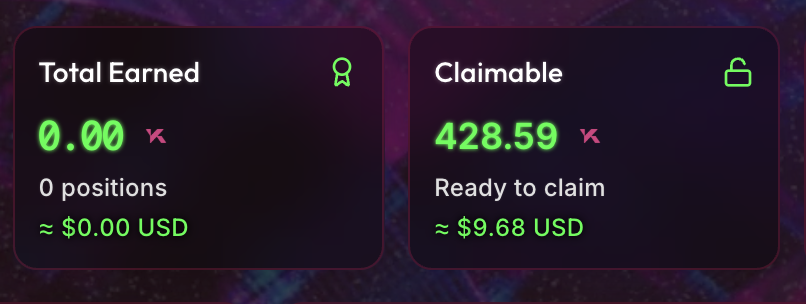 Total Earned
0.00
0 positions
≈ $0.00 USD
Claimable
428.59
Ready to claim
≈ $9.68 USD